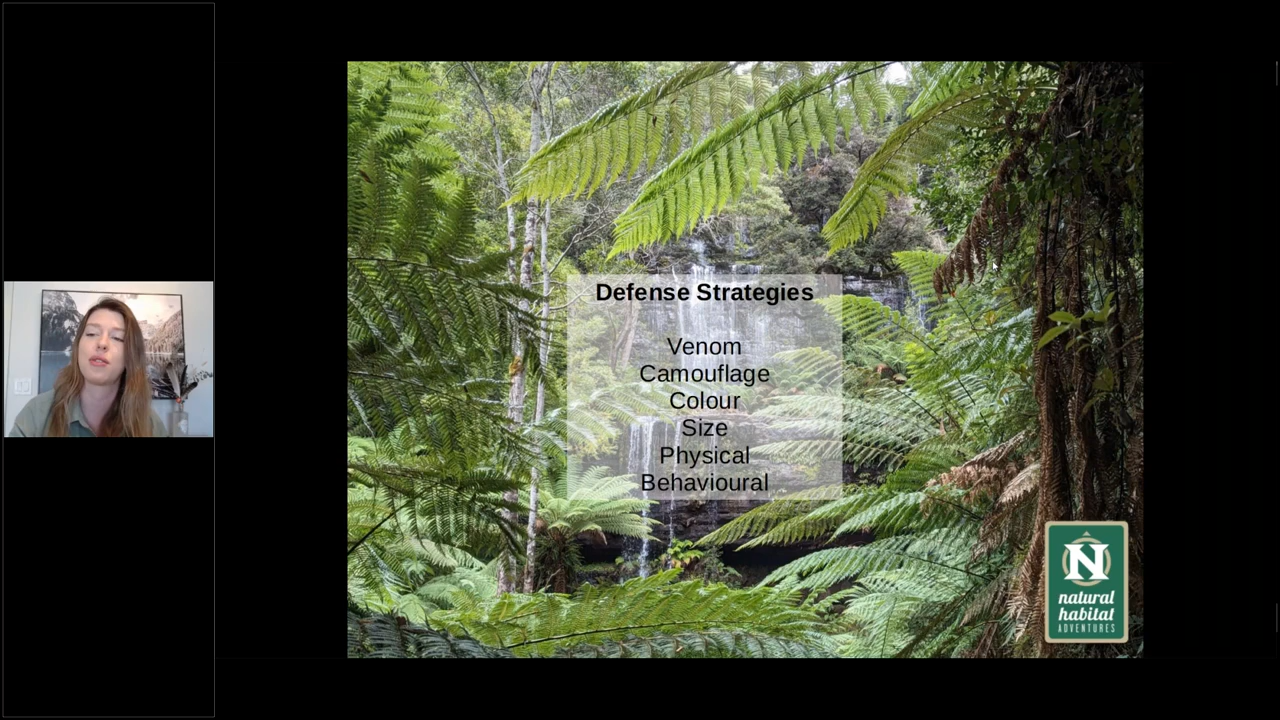 Defense Strategies
Venom
Camouflage
Colour
Size
Physical
Behavioural
N
natural
habitat
ADVENTURES